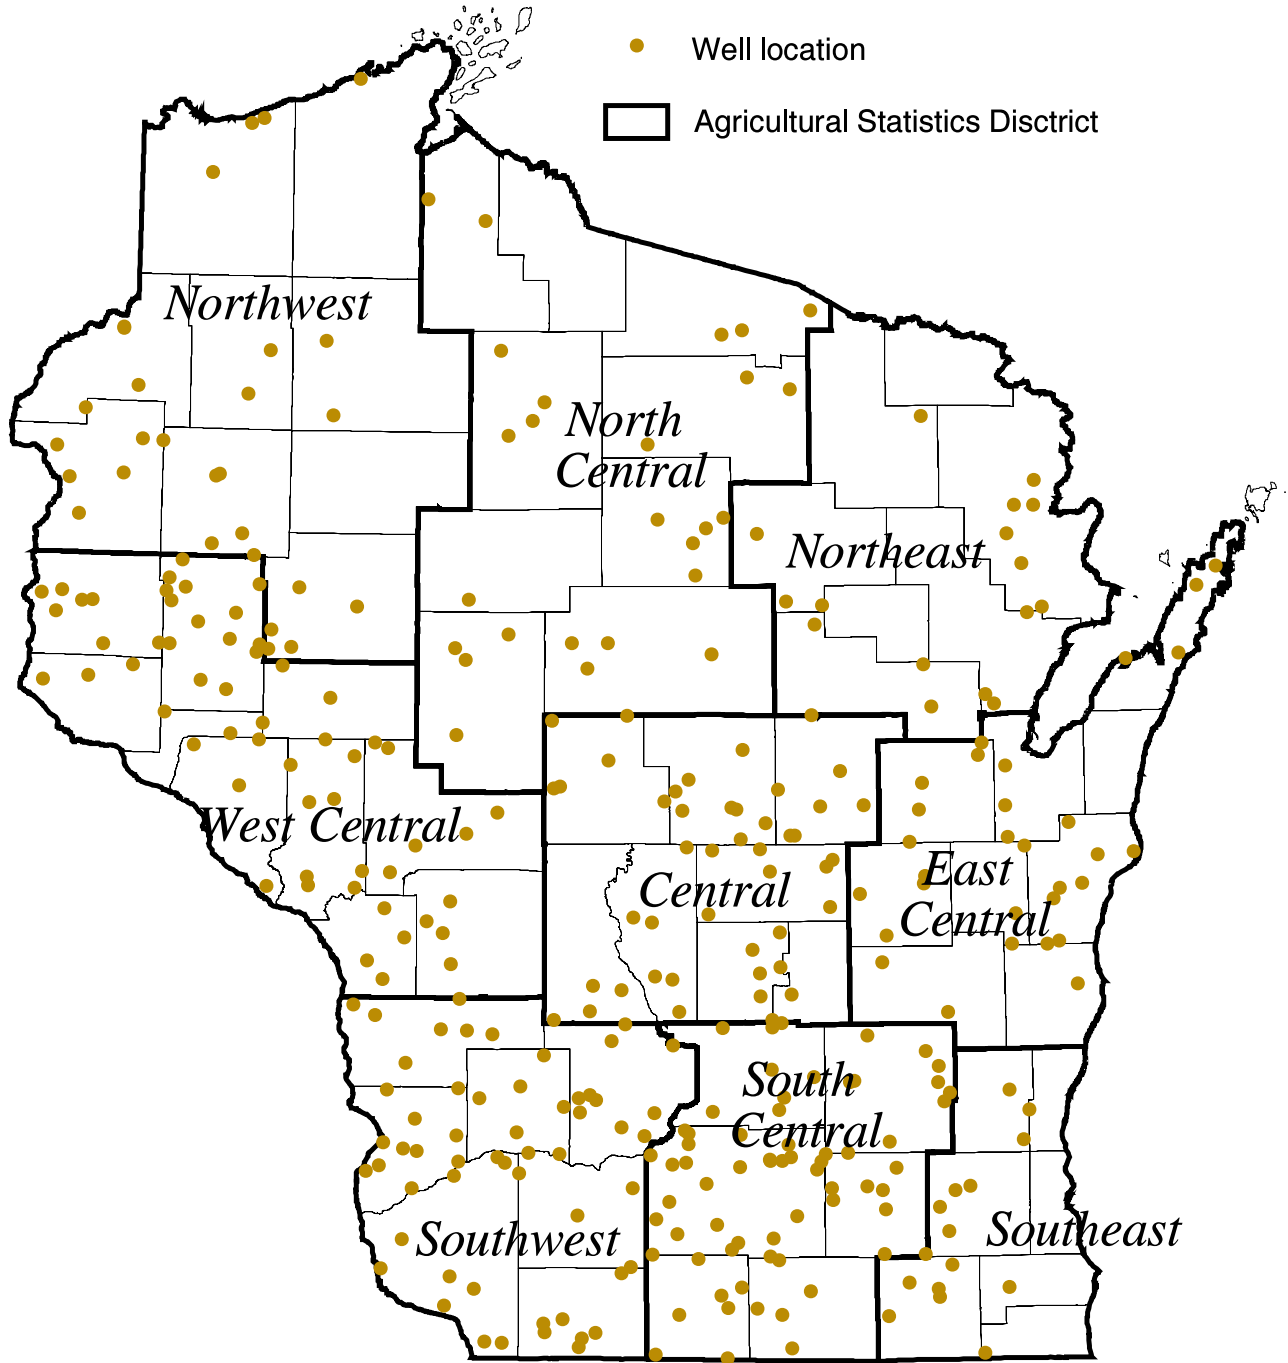 Well location
Agricultural Statistics Disctrict
Northwest
North
Central
Northeast
West Central
Central
East
Central
South
Central
Southwest
Southeast